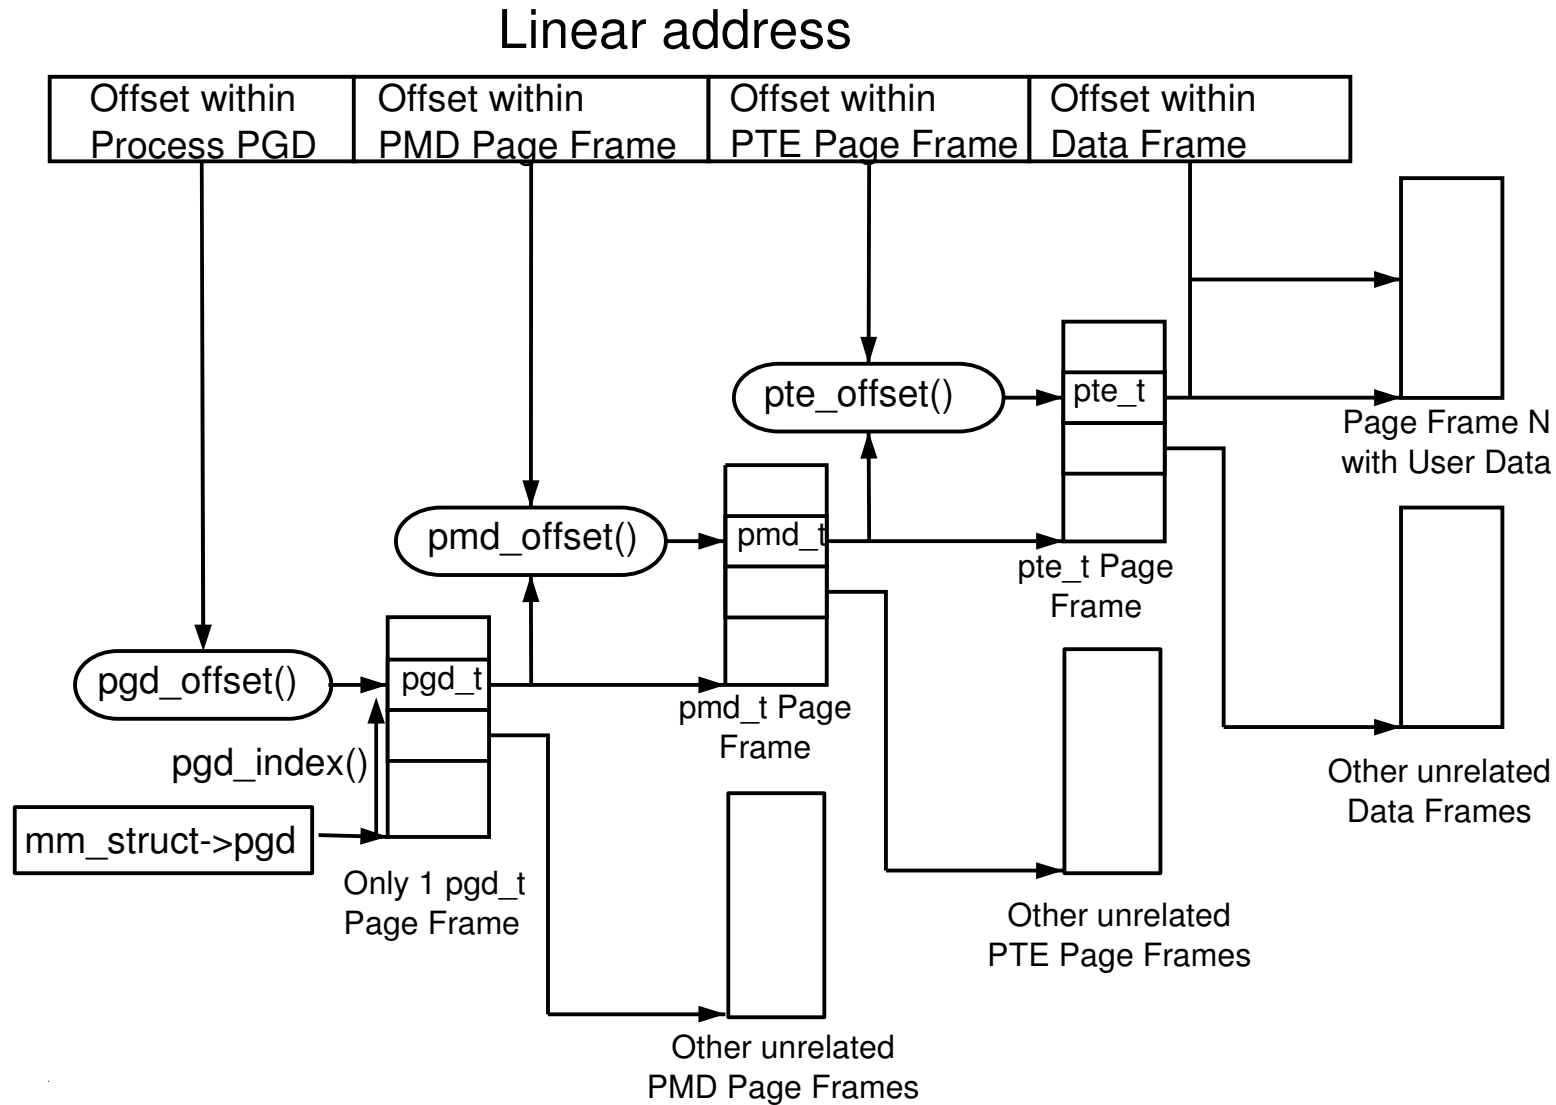 Linear address
Offset within
Process PGD
Offset within
PMD Page Frame
Offset within
PTE Page Frame
Offset within
Data Frame
pte_offset()
pte_t
Page Frame N
with User Data
pmd_offset()
pmd_t
pte_t Page
Frame
pgd_offset()
pgd_t
pmd_t Page
Frame
pgd_index()
mm_struct->pgd
Only 1 pgd_t
Page Frame
Other unrelated
Data Frames
Other unrelated
PTE Page Frames
Other unrelated
PMD Page Frames